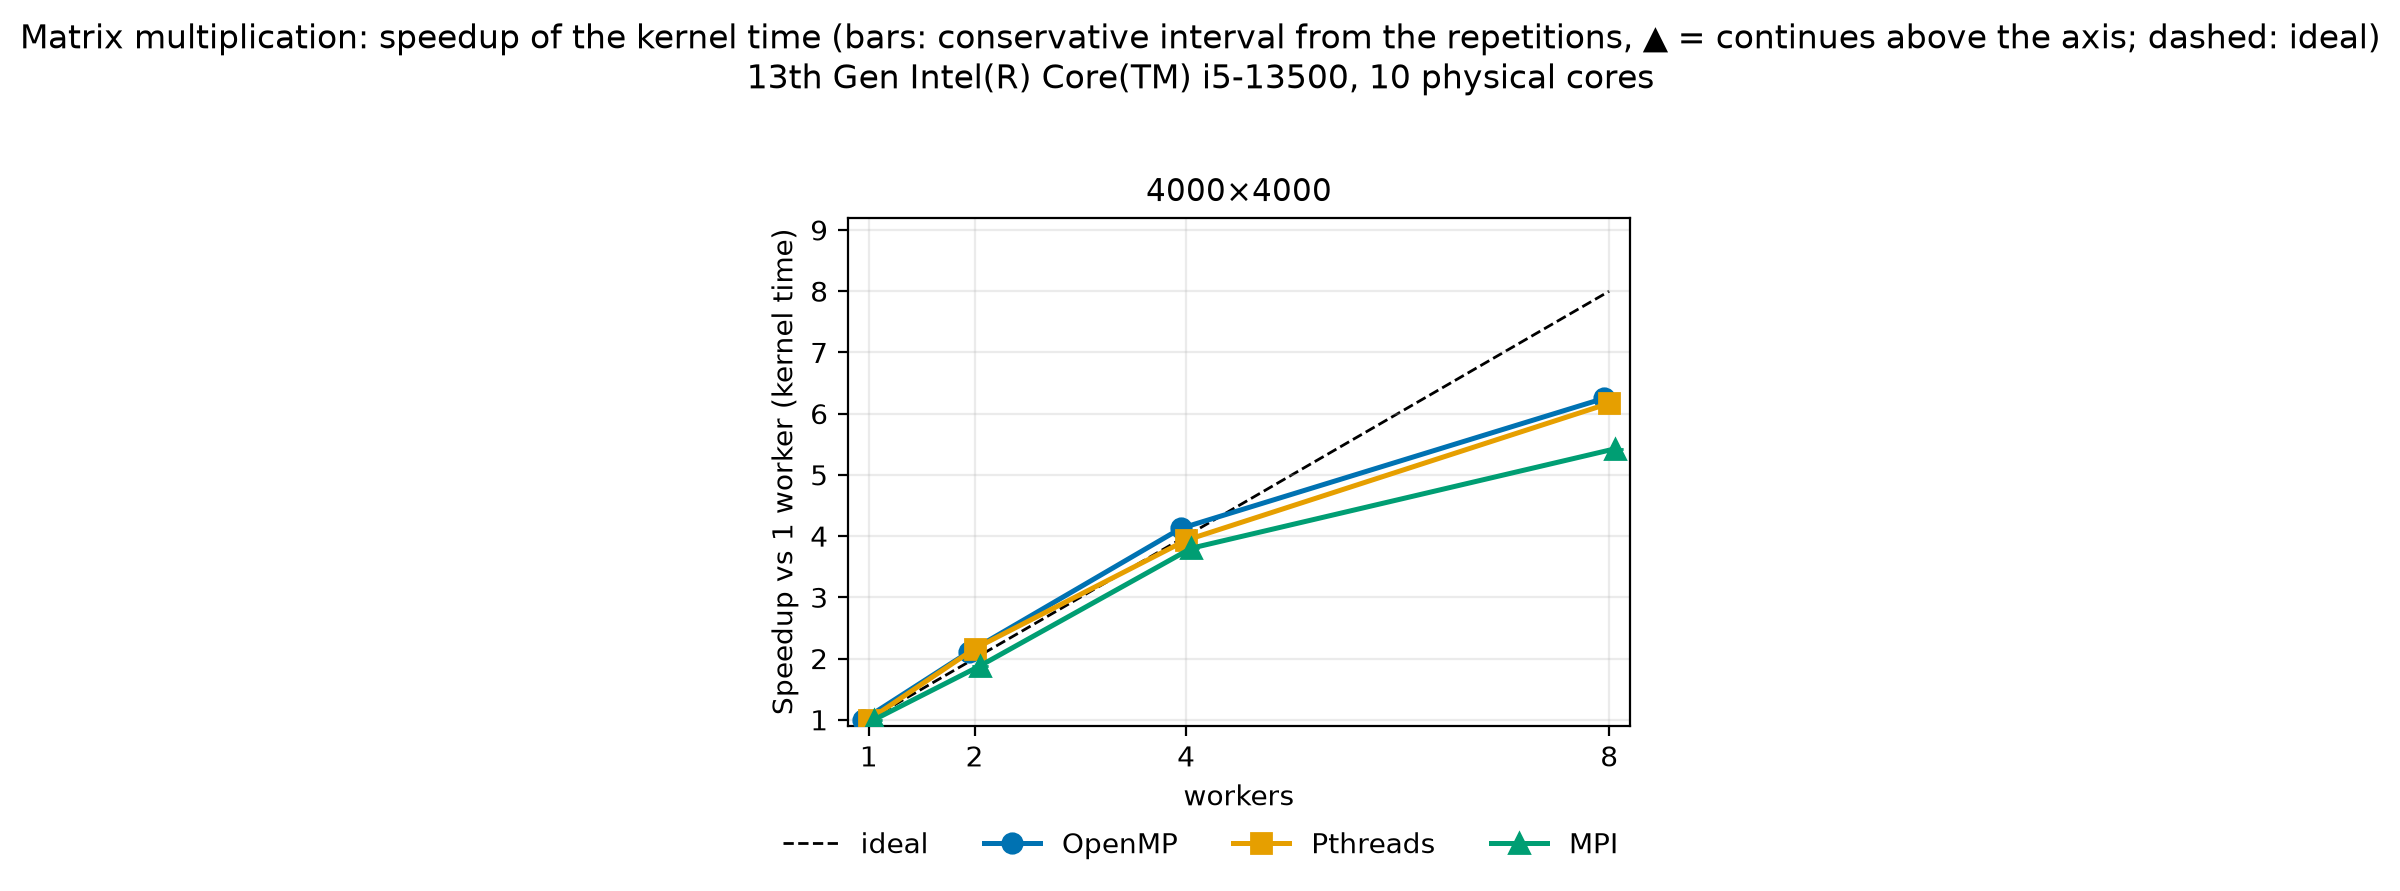 Matrix multiplication: speedup of the kernel time (bars: conservative interval from the repetitions, ▲ = continues above the axis; dashed: ideal)
13th Gen Intel(R) Core(TM) i5-13500, 10 physical cores
4000×4000
Speedup vs 1 worker (kernel time)
9
8
7
6
5
4
3
2
1
1 2 4 8
workers
ideal OpenMP Pthreads MPI